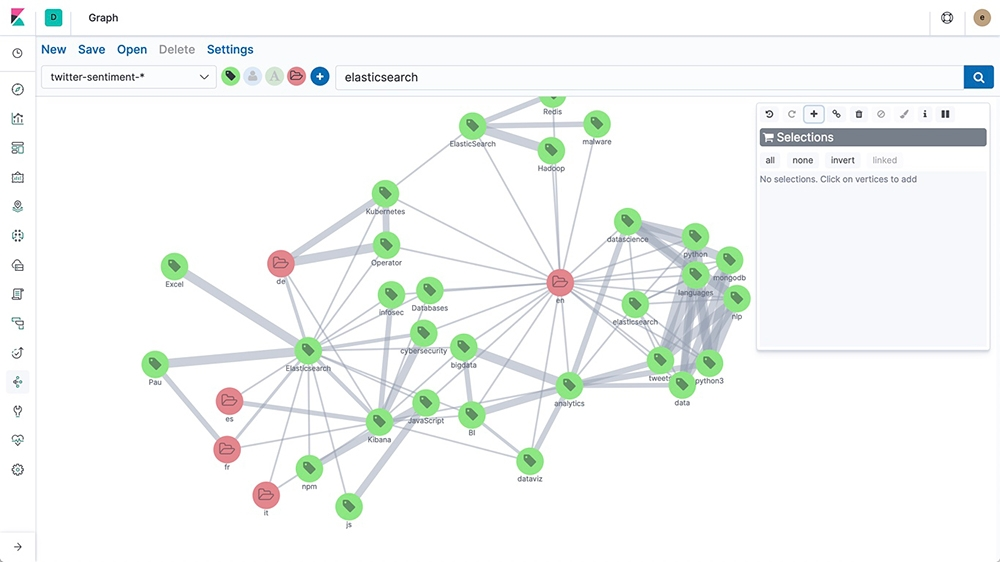 D Graph e
New Save Open Delete Settings
twitter-sentiment-* A elasticsearch
Redis
ElasticSearch
malware
Hadoop
Selections
all none invert linked
No selections. Click on vertices to add
Kubernetes
datascience
python
Operator
de
mongodb
Excel
languages
en
infosec
Databases
nlp
elasticsearch
cybersecurity
bigdata
Elasticsearch
Pau
tweets
python3
data
analytics
es
JavaScript
BI
Kibana
fr
dataviz
npm
it
js